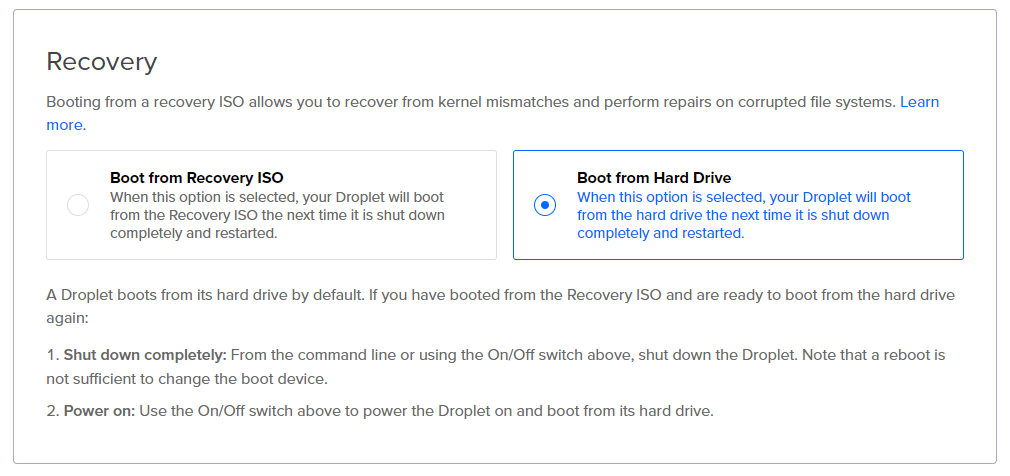 Recovery
Booting from a recovery ISO allows you to recover from kernel mismatches and perform repairs on corrupted file systems. Learn
more.
Boot from Recovery ISO
When this option is selected, your Droplet will boot
from the Recovery ISO the next time it is shut down
completely and restarted.
Boot from Hard Drive
When this option is selected, your Droplet will boot
from the hard drive the next time it is shut down
completely and restarted.
A Droplet boots from its hard drive by default. If you have booted from the Recovery ISO and are ready to boot from the hard drive
again:
1. Shut down completely: From the command line or using the On/Off switch above, shut down the Droplet. Note that a reboot is
not sufficient to change the boot device.
2. Power on: Use the On/Off switch above to power the Droplet on and boot from its hard drive.